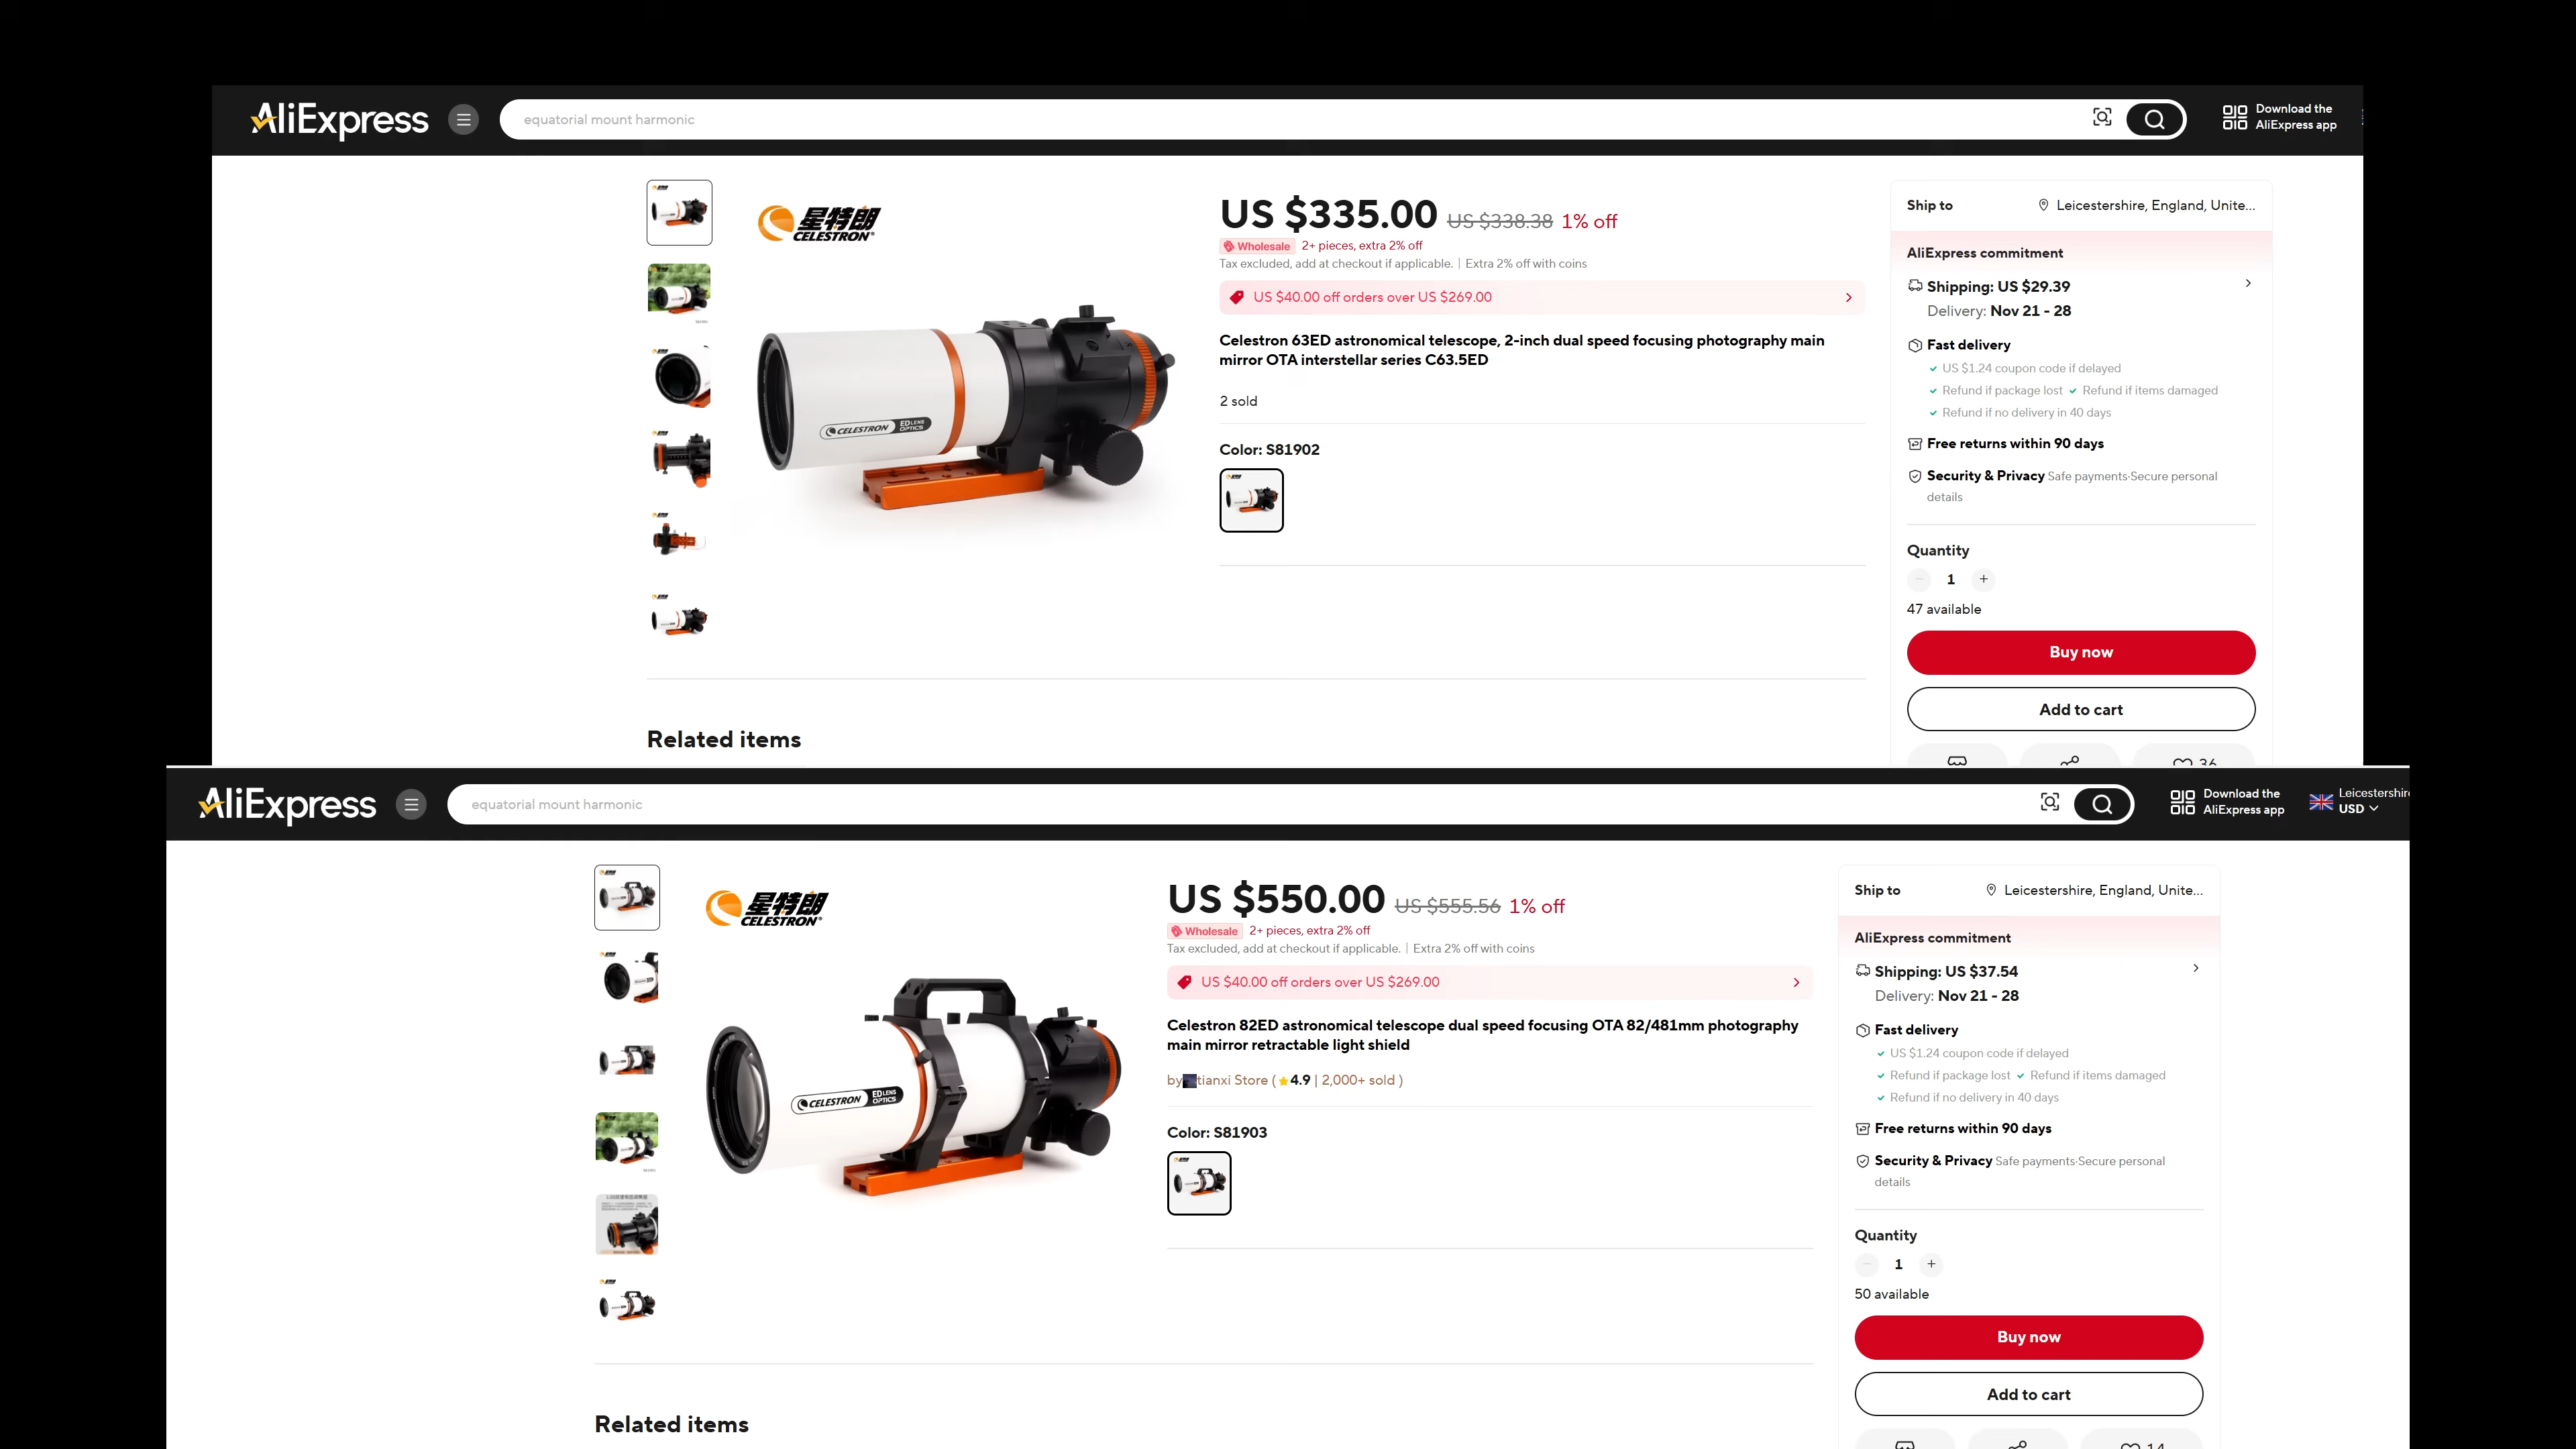 AliExpress
equatorial mount harmonic
Download the
AliExpress app
星特朗
CELESTRON®
CELESTRON
ED LENS
OPTICS
US $335.00 US $338.38 1% off
Wholesale 2+ pieces, extra 2% off
Tax excluded, add at checkout if applicable. | Extra 2% off with coins
US $40.00 off orders over US $269.00
Celestron 63ED astronomical telescope, 2-inch dual speed focusing photography main
mirror OTA interstellar series C63.5ED
2 sold
Color: S81902
Ship to
Leicestershire, England, Unite...
AliExpress commitment
Shipping: US $29.39
Delivery: Nov 21 - 28
Fast delivery
US $1.24 coupon code if delayed
Refund if package lost Refund if items damaged
Refund if no delivery in 40 days
Free returns within 90 days
Security & Privacy Safe payments·Secure personal
details
Quantity
1
47 available
Buy now
Add to cart
36
Related items
AliExpress
equatorial mount harmonic
Download the
AliExpress app
Leicestershire
USD
星特朗
CELESTRON®
CELESTRON
ED LENS
OPTICS
US $550.00 US $555.56 1% off
Wholesale 2+ pieces, extra 2% off
Tax excluded, add at checkout if applicable. | Extra 2% off with coins
US $40.00 off orders over US $269.00
Celestron 82ED astronomical telescope dual speed focusing OTA 82/481mm photography
main mirror retractable light shield
by tianxi Store ( 4.9 | 2,000+ sold )
Color: S81903
Ship to
Leicestershire, England, Unite...
AliExpress commitment
Shipping: US $37.54
Delivery: Nov 21 - 28
Fast delivery
US $1.24 coupon code if delayed
Refund if package lost Refund if items damaged
Refund if no delivery in 40 days
Free returns within 90 days
Security & Privacy Safe payments·Secure personal
details
Quantity
1
50 available
Buy now
Add to cart
14
Related items